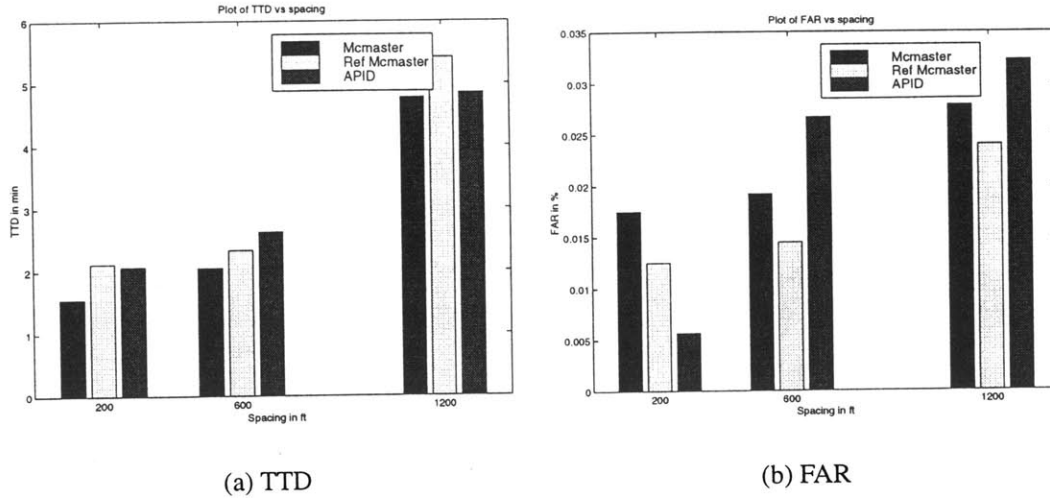 Plot of TTD vs spacing
6
5
4
3
2
1
0
TTD in min
Mcmaster
Ref Mcmaster
APID
200
600
1200
Spacing in ft
(a) TTD
Plot of FAR vs spacing
0.035
0.03
0.025
0.02
0.015
0.01
0.005
0
FAR in %
Mcmaster
Ref Mcmaster
APID
200
600
1200
Spacing in ft
(b) FAR